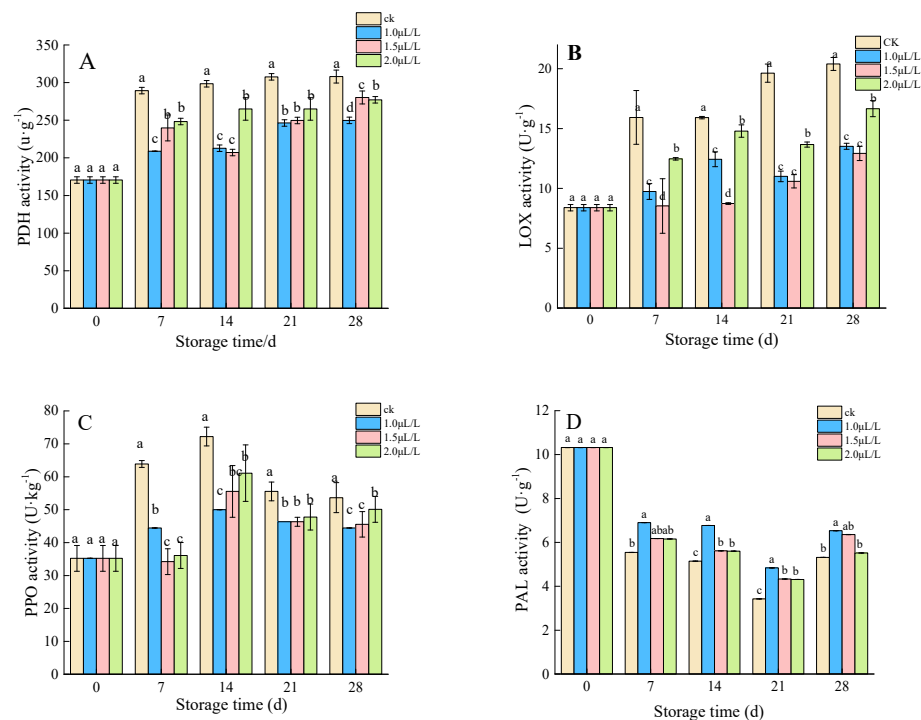 A
ck
1.0μL/L
1.5μL/L
2.0μL/L
PDH activity (u·g⁻¹)
350
300
250
200
150
100
50
0
a a a a
a c b b
a c c b
a b b b
a d c b
0 7 14 21 28
Storage time/d
B
CK
1.0μL/L
1.5μL/L
2.0μL/L
LOX activity (U·g⁻¹)
20
15
10
5
0
a a a a
a c d b
a c d b
a c c b
a c c b
0 7 14 21 28
Storage time (d)
C
ck
1.0μL/L
1.5μL/L
2.0μL/L
PPO activity (U·kg⁻¹)
80
70
60
50
40
30
20
10
0
a a a a
a b c c
a c bc b
a b b b
a c c b
0 7 14 21 28
Storage time (d)
D
ck
1.0μL/L
1.5μL/L
2.0μL/L
PAL activity (U·g⁻¹)
12
10
8
6
4
2
0
a a a a
b a ab ab
c a b b
c a b b
b a ab b
0 7 14 21 28
Storage time (d)